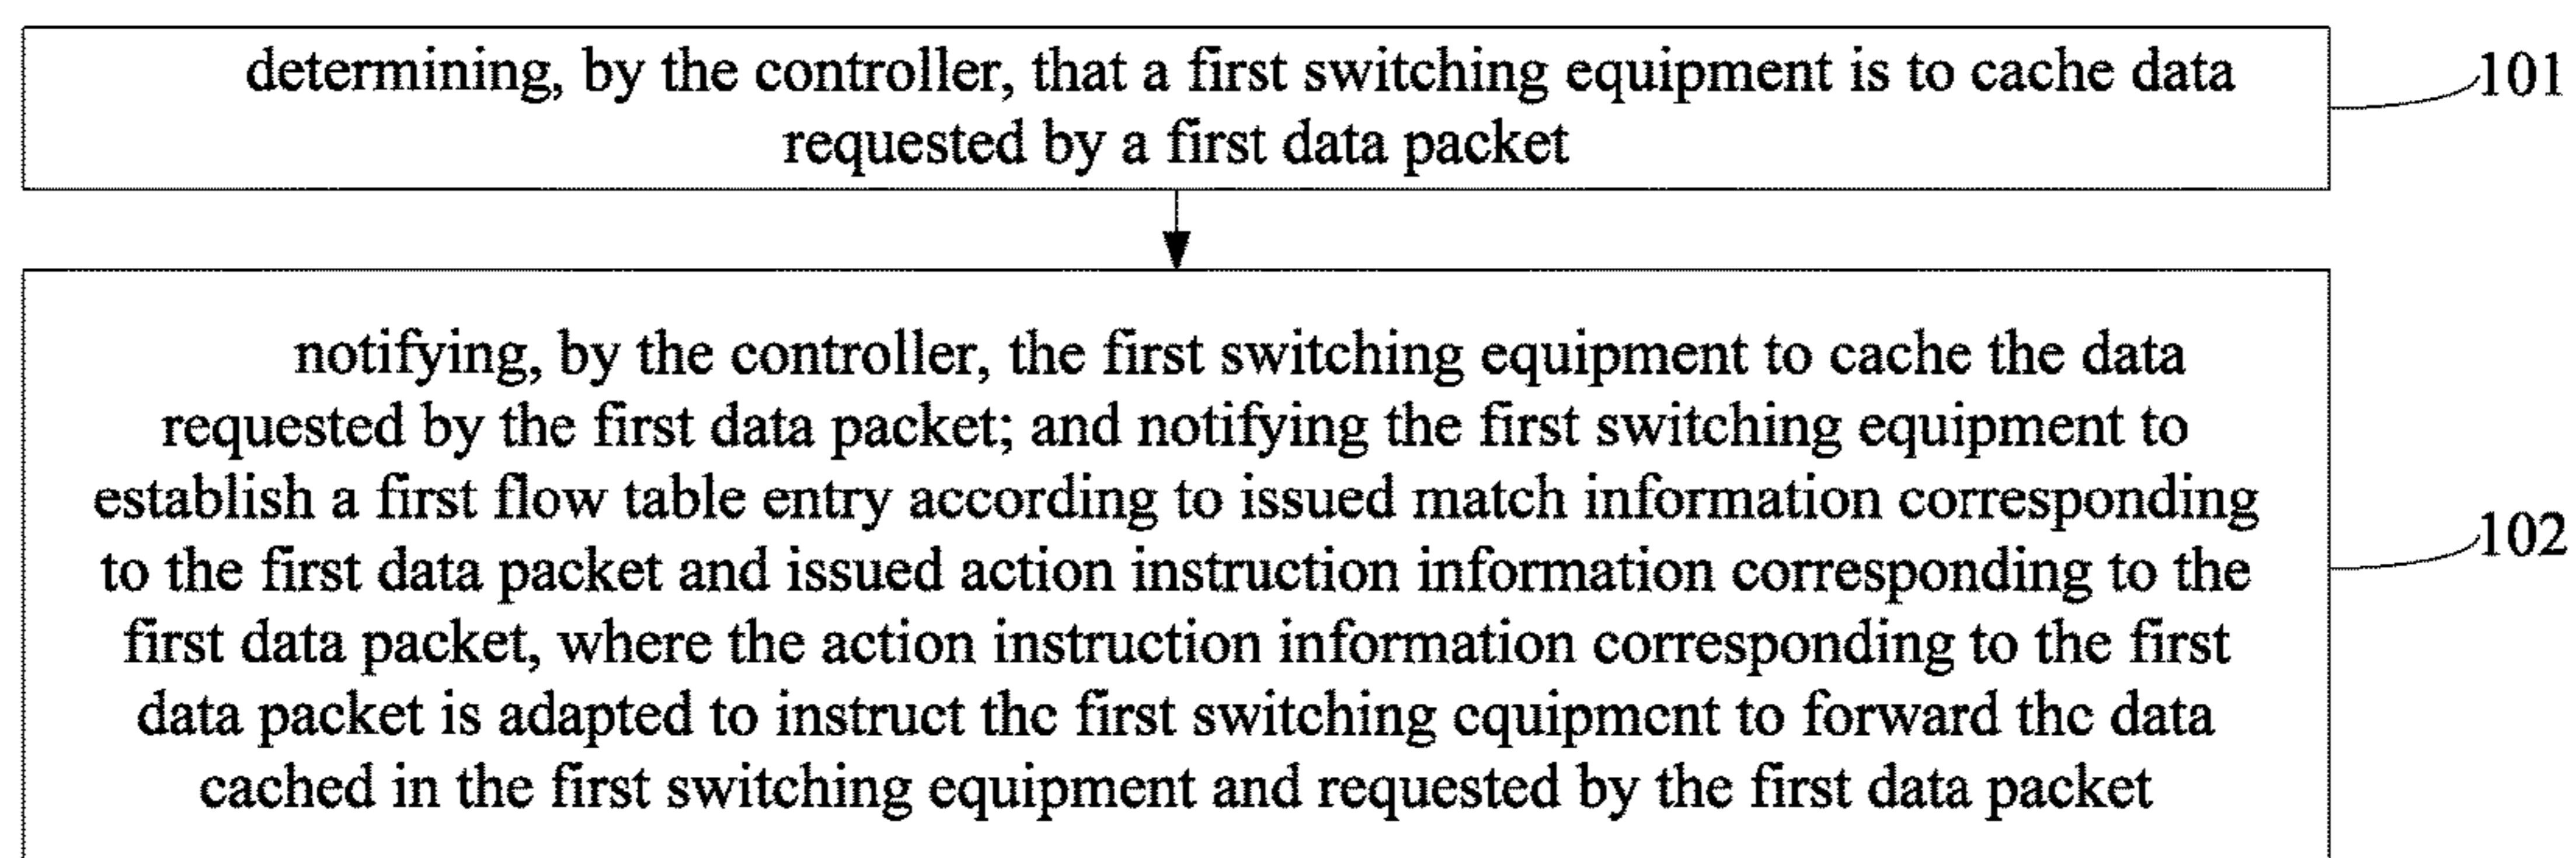 determining, by the controller, that a first switching equipment is to cache data
requested by a first data packet
101
notifying, by the controller, the first switching equipment to cache the data
requested by the first data packet; and notifying the first switching equipment to
establish a first flow table entry according to issued match information corresponding
to the first data packet and issued action instruction information corresponding to the
first data packet, where the action instruction information corresponding to the first
data packet is adapted to instruct the first switching equipment to forward the data
cached in the first switching equipment and requested by the first data packet
102